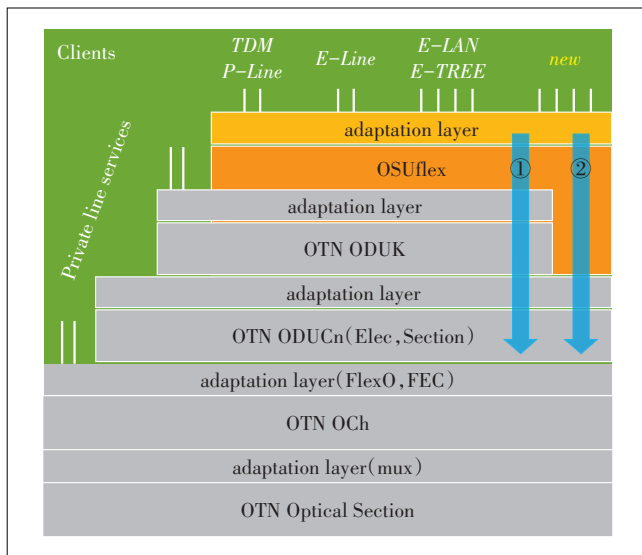 Clients
TDM
P-Line
E-Line
E-LAN
E-TREE
new
Private line services
adaptation layer
OSUflex
① ②
adaptation layer
OTN ODUK
adaptation layer
OTN ODUCn(Elec,Section)
adaptation layer(FlexO,FEC)
OTN OCh
adaptation layer(mux)
OTN Optical Section